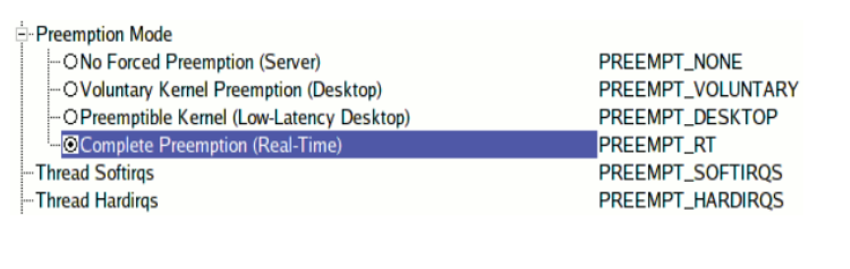 Preemption Mode
No Forced Preemption (Server) PREEMPT_NONE
Voluntary Kernel Preemption (Desktop) PREEMPT_VOLUNTARY
Preemptible Kernel (Low-Latency Desktop) PREEMPT_DESKTOP
Complete Preemption (Real-Time) PREEMPT_RT
Thread Softirqs PREEMPT_SOFTIRQS
Thread Hardirqs PREEMPT_HARDIRQS